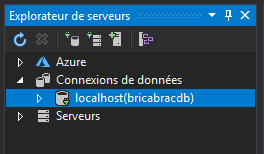 Explorateur de serveurs
Azure
Connexions de données
localhost(bricabracdb)
Serveurs